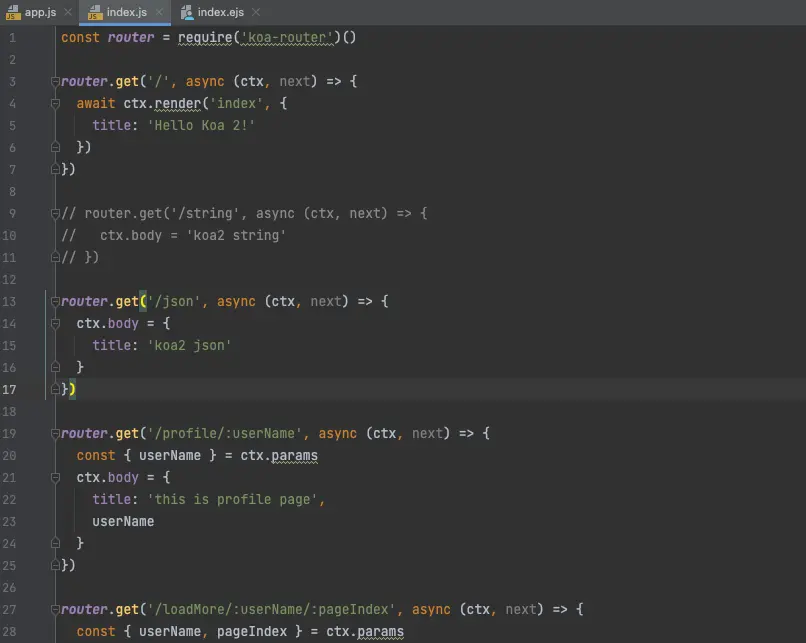 app.js index.js index.ejs
1 const router = require('koa-router')()
2
3 router.get('/', async (ctx, next) => {
4   await ctx.render('index', {
5     title: 'Hello Koa 2!'
6   })
7 })
8
9 // router.get('/string', async (ctx, next) => {
10 //   ctx.body = 'koa2 string'
11 // })
12
13 router.get('/json', async (ctx, next) => {
14   ctx.body = {
15     title: 'koa2 json'
16   }
17 })
18
19 router.get('/profile/:userName', async (ctx, next) => {
20   const { userName } = ctx.params
21   ctx.body = {
22     title: 'this is profile page',
23     userName
24   }
25 })
26
27 router.get('/loadMore/:userName/:pageIndex', async (ctx, next) => {
28   const { userName, pageIndex } = ctx.params